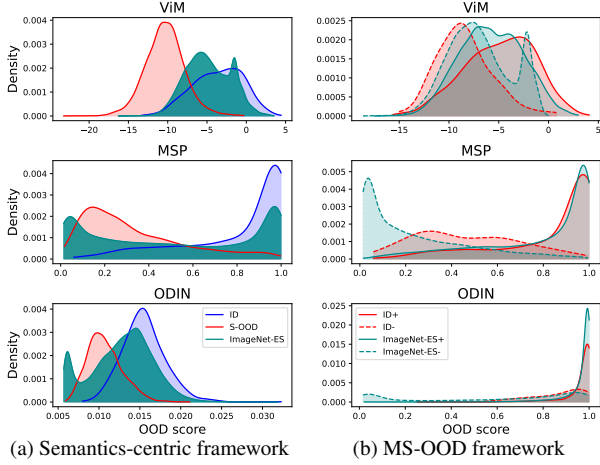 ViM
ViM
0.004
0.003
0.002
0.001
0.000
Density
−20 −15 −10 −5 0 5
0.0025
0.0020
0.0015
0.0010
0.0005
0.0000
−15 −10 −5 0 5
MSP
MSP
0.004
0.003
0.002
0.001
0.000
Density
0.0 0.2 0.4 0.6 0.8 1.0
0.005
0.004
0.003
0.002
0.001
0.000
0.0 0.2 0.4 0.6 0.8 1.0
ODIN
ODIN
0.004
0.003
0.002
0.001
0.000
Density
ID
S-OOD
ImageNet-ES
0.005 0.010 0.015 0.020 0.025 0.030
OOD score
0.025
0.020
0.015
0.010
0.005
0.000
ID+
ID-
ImageNet-ES+
ImageNet-ES-
0.0 0.2 0.4 0.6 0.8 1.0
OOD score
(a) Semantics-centric framework
(b) MS-OOD framework